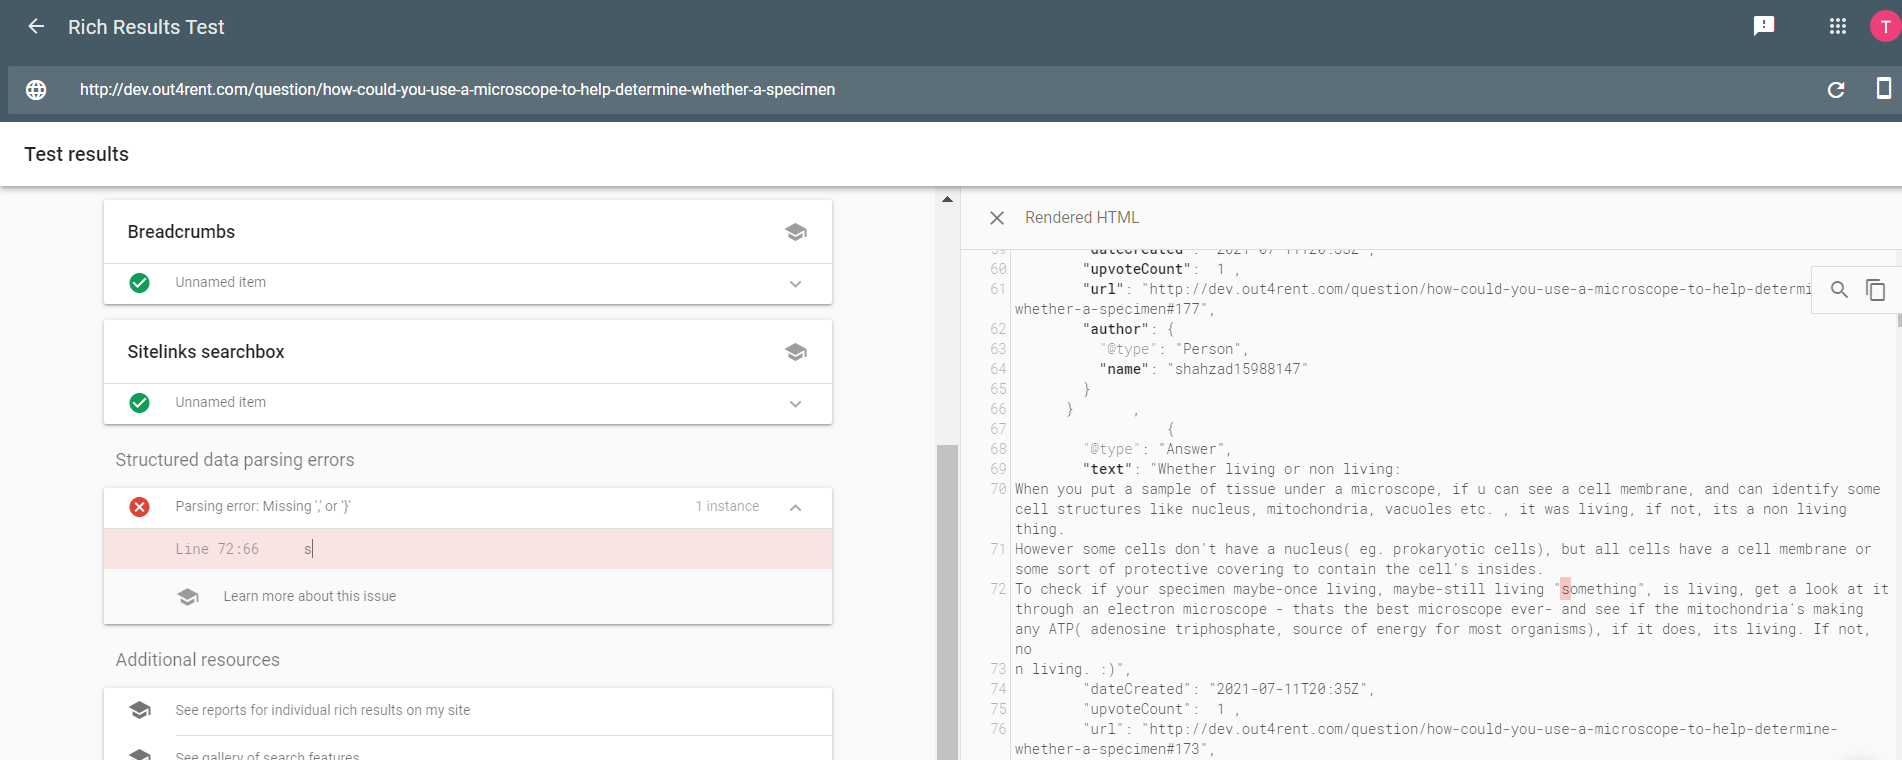 Rich Results Test
T
http://dev.out4rent.com/question/how-could-you-use-a-microscope-to-help-determine-whether-a-specimen
Test results
Breadcrumbs
Unnamed item
Sitelinks searchbox
Unnamed item
Structured data parsing errors
Parsing error: Missing ',' or '}'
1 instance
Line 72:66 s
Learn more about this issue
Additional resources
See reports for individual rich results on my site
See gallery of search features
Rendered HTML
59 "dateCreated": "2021-07-11T20:35Z",
60 "upvoteCount": 1 ,
61 "url": "http://dev.out4rent.com/question/how-could-you-use-a-microscope-to-help-determi
whether-a-specimen#177",
62 "author": {
63 "@type": "Person",
64 "name": "shahzad15988147"
65 }
66 } ,
67 {
68 "@type": "Answer",
69 "text": "Whether living or non living:
70 When you put a sample of tissue under a microscope, if u can see a cell membrane, and can identify some
cell structures like nucleus, mitochondria, vacuoles etc. , it was living, if not, its a non living
thing.
71 However some cells don't have a nucleus( eg. prokaryotic cells), but all cells have a cell membrane or
some sort of protective covering to contain the cell's insides.
72 To check if your specimen maybe-once living, maybe-still living "something", is living, get a look at it
through an electron microscope - thats the best microscope ever- and see if the mitochondria's making
any ATP( adenosine triphosphate, source of energy for most organisms), if it does, its living. If not,
no
73 n living. :)",
74 "dateCreated": "2021-07-11T20:35Z",
75 "upvoteCount": 1 ,
76 "url": "http://dev.out4rent.com/question/how-could-you-use-a-microscope-to-help-determine-
whether-a-specimen#173",